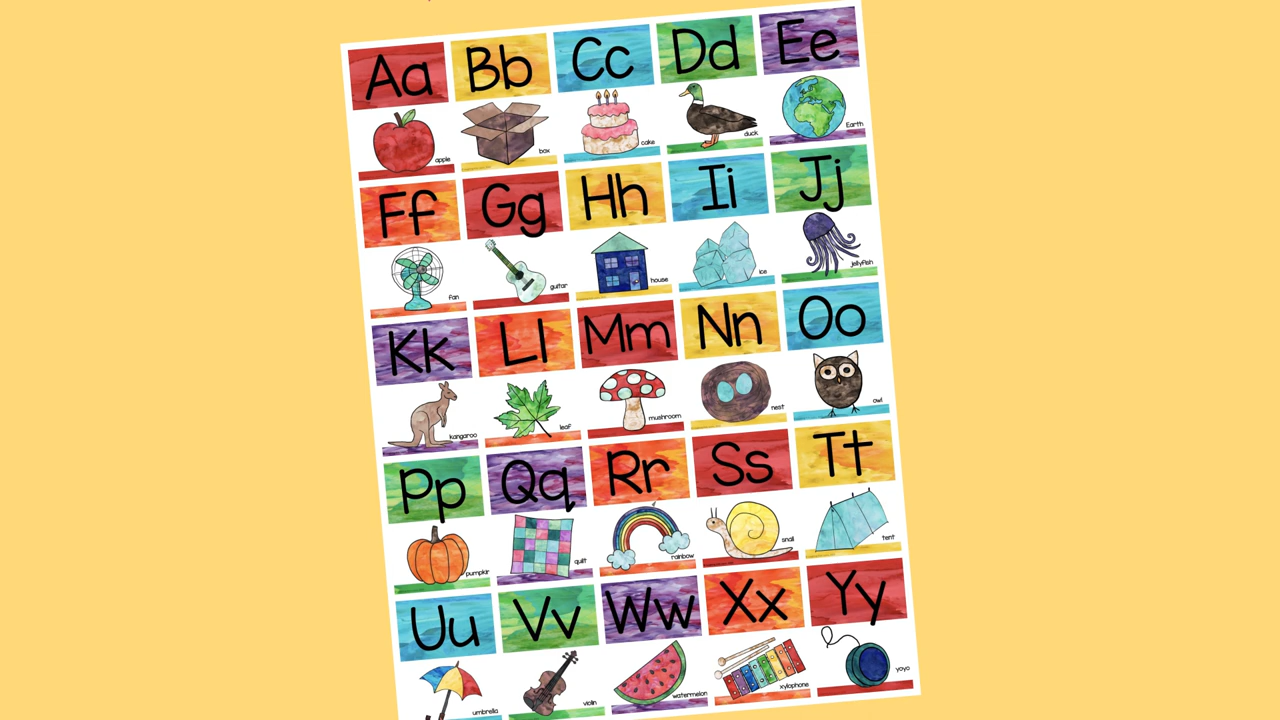 Aa Bb Cc Dd Ee
apple box cake duck Earth
Ff Gg Hh Ii Jj
fan guitar house ice jellyfish
Kk Ll Mm Nn Oo
kangaroo leaf mushroom nest owl
Pp Qq Rr Ss Tt
pumpkin quilt rainbow snail tent
Uu Vv Ww Xx Yy
umbrella violin watermelon xylophone yoyo